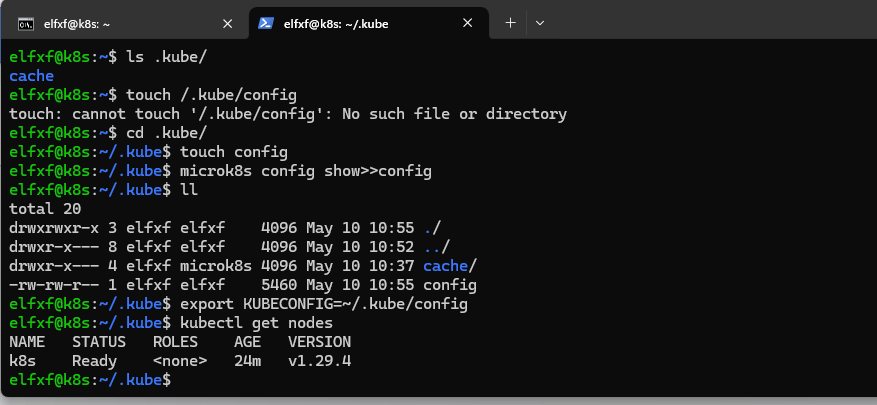 elfxf@k8s: ~
elfxf@k8s: ~/.kube
elfxf@k8s:~$ ls .kube/
cache
elfxf@k8s:~$ touch /.kube/config
touch: cannot touch '/.kube/config': No such file or directory
elfxf@k8s:~$ cd .kube/
elfxf@k8s:~/.kube$ touch config
elfxf@k8s:~/.kube$ microk8s config show>>config
elfxf@k8s:~/.kube$ ll
total 20
drwxrwxr-x 3 elfxf elfxf    4096 May 10 10:55 ./
drwxr-x--- 8 elfxf elfxf    4096 May 10 10:52 ../
drwxr-x--- 4 elfxf microk8s 4096 May 10 10:37 cache/
-rw-rw-r-- 1 elfxf elfxf    5460 May 10 10:55 config
elfxf@k8s:~/.kube$ export KUBECONFIG=~/.kube/config
elfxf@k8s:~/.kube$ kubectl get nodes
NAME   STATUS   ROLES    AGE   VERSION
k8s    Ready    <none>   24m   v1.29.4
elfxf@k8s:~/.kube$